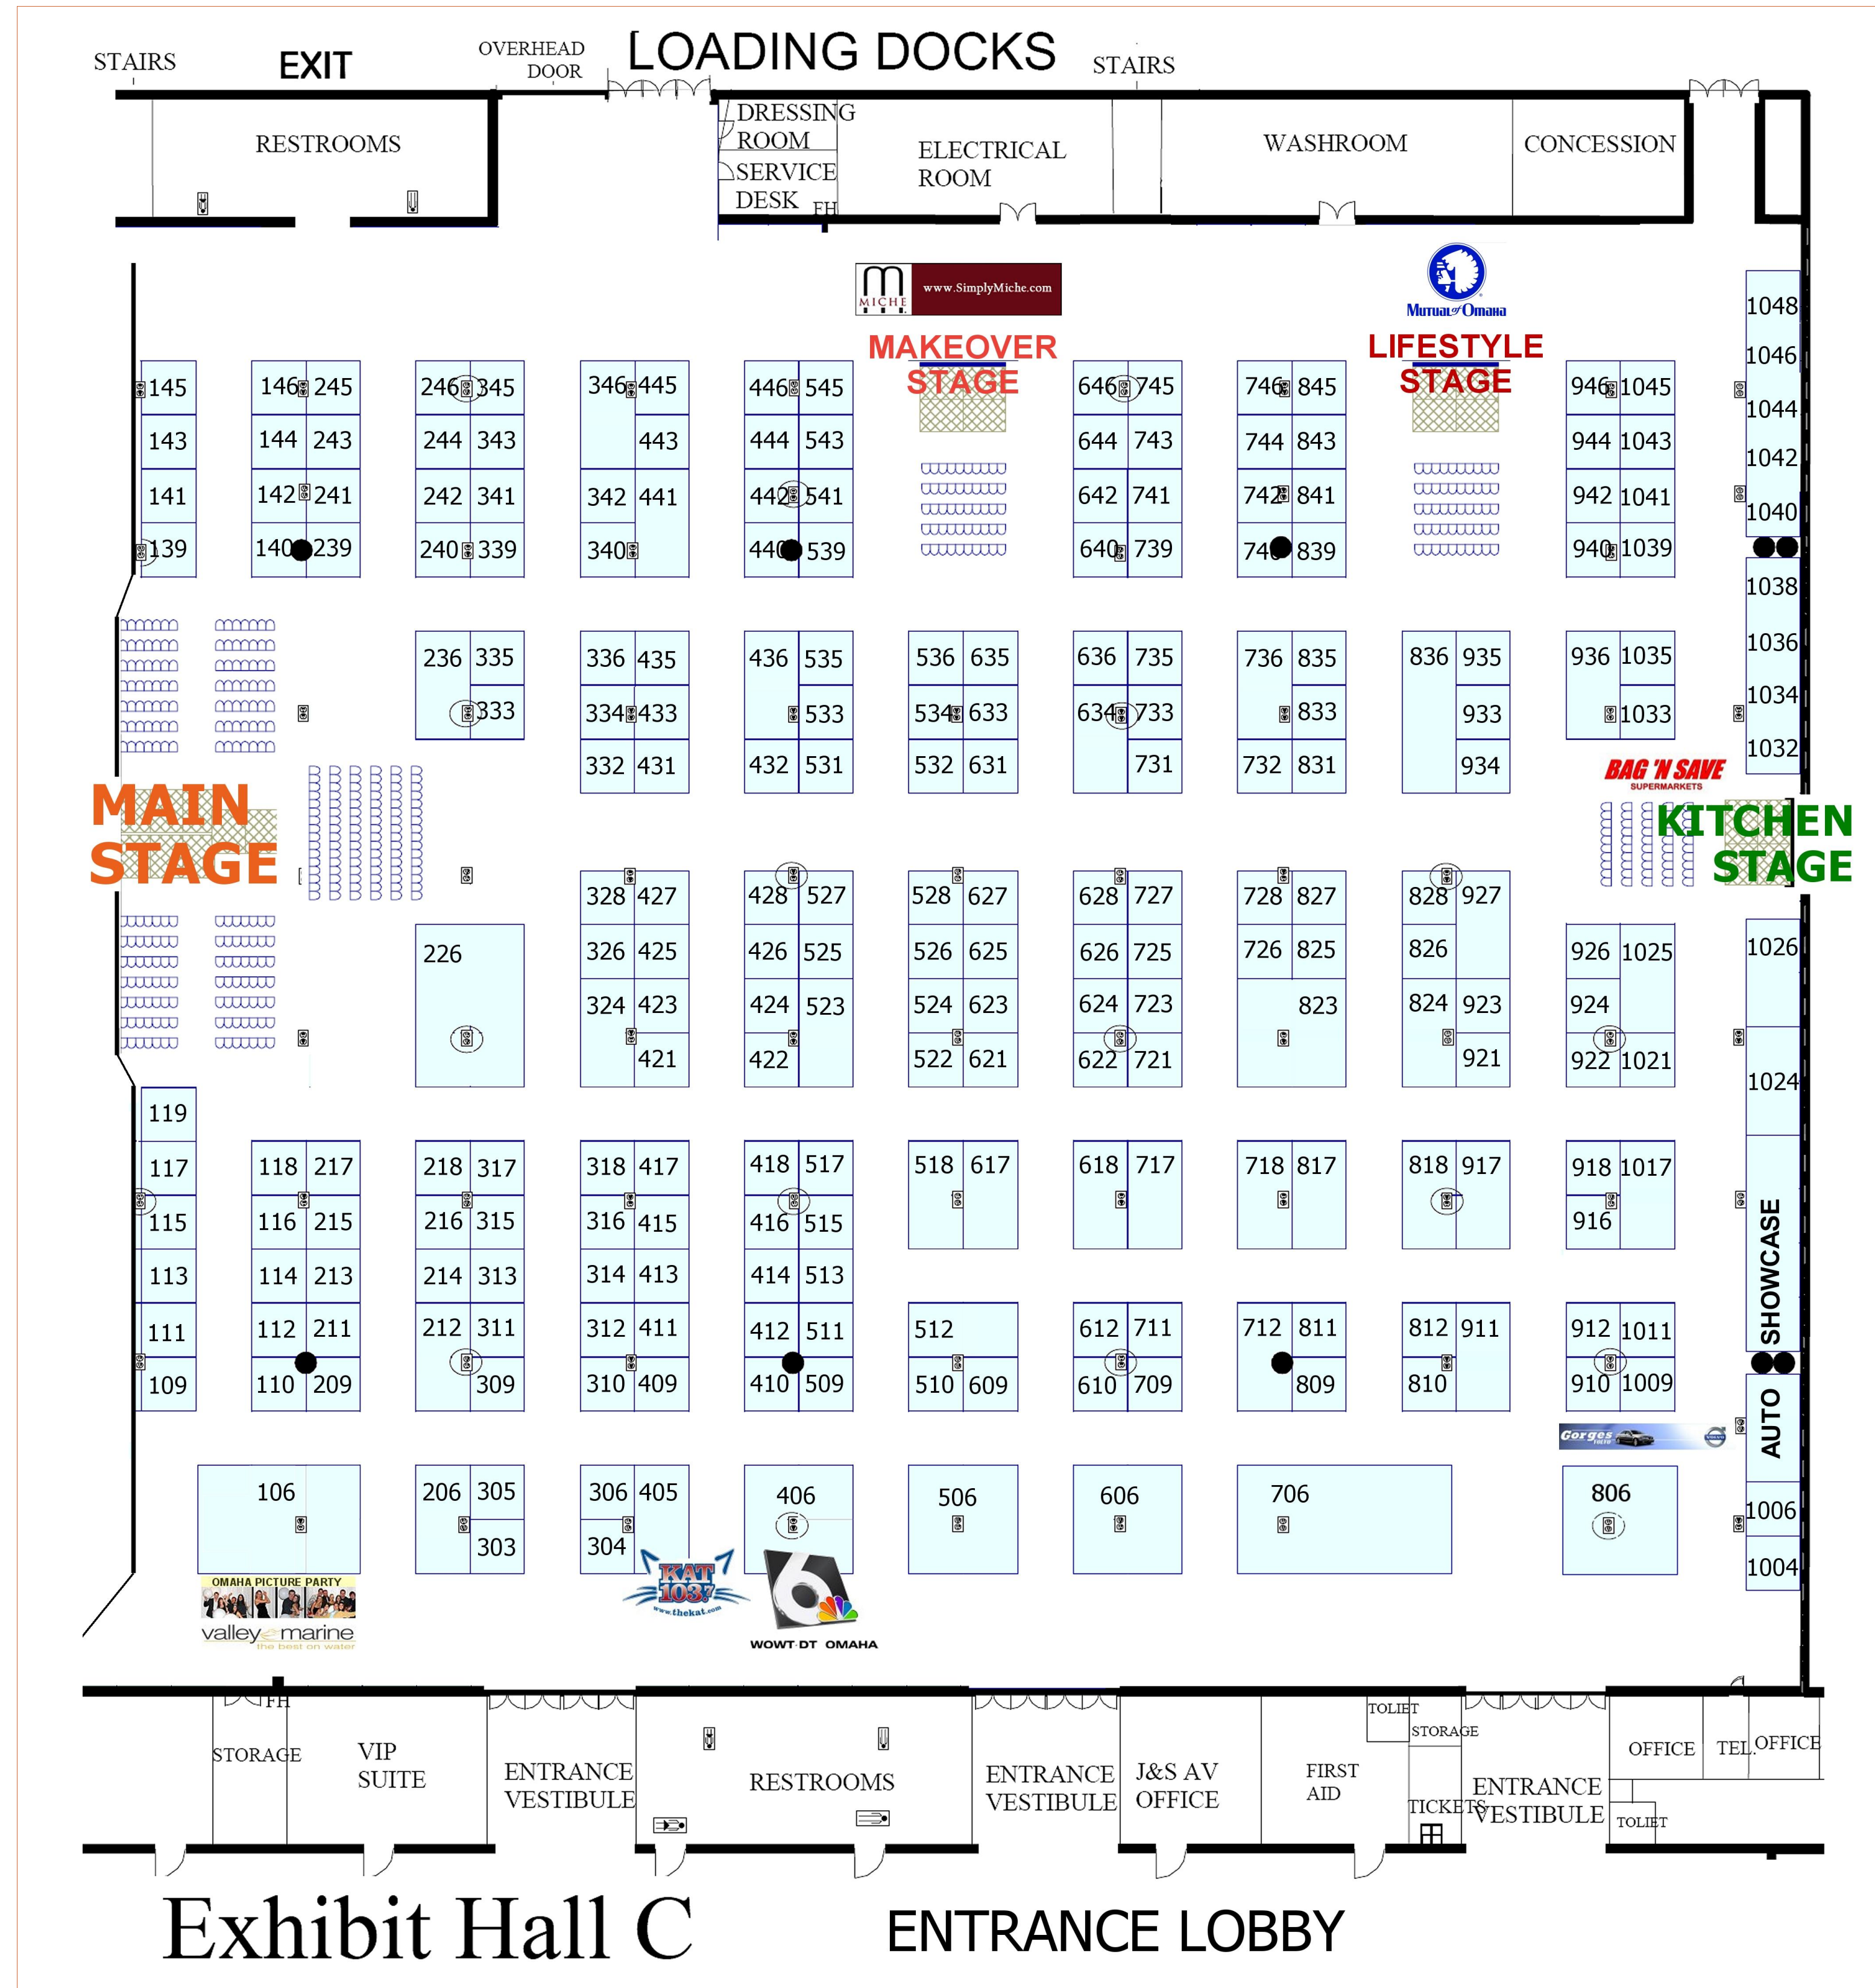 STAIRS
EXIT
OVERHEAD
DOOR
LOADING DOCKS
STAIRS
RESTROOMS
DRESSING
ROOM
SERVICE
DESK
FH
ELECTRICAL
ROOM
WASHROOM
CONCESSION
MICHE
www.SimplyMiche.com
Mutual of Omaha
MAKEOVER
STAGE
LIFESTYLE
STAGE
1048
1046
1044
1042
1040
145 146 245 246 345 346 445 446 545 646 745 746 845 946 1045
143 144 243 244 343 443 444 543 644 743 744 843 944 1043
141 142 241 242 341 342 441 442 541 642 741 742 841 942 1041
139 140 239 240 339 340 440 539 640 739 740 839 940 1039
1038
1036
1034
1032
236 335 336 435 436 535 536 635 636 735 736 835 836 935 936 1035
333 334 433 533 534 633 634 733 833 933 1033
332 431 432 531 532 631 731 732 831 934
BAG 'N SAVE
SUPERMARKETS
MAIN
STAGE
KITCHEN
STAGE
328 427 428 527 528 627 628 727 728 827 828 927
226 326 425 426 525 526 625 626 725 726 825 826 926 1025 1026
324 423 424 523 524 623 624 723 823 824 923 924
421 422 522 621 622 721 921 922 1021 1024
119
117 118 217 218 317 318 417 418 517 518 617 618 717 718 817 818 917 918 1017
115 116 215 216 315 316 415 416 515 916
113 114 213 214 313 314 413 414 513
111 112 211 212 311 312 411 412 511 512 612 711 712 811 812 911 912 1011
109 110 209 309 310 409 410 509 510 609 610 709 809 810 910 1009
AUTO SHOWCASE
Gorges
VOLVO
106 206 305 306 405 406 506 606 706 806 1006
303 304 1004
OMAHA PICTURE PARTY
valley marine
the best on water
KAT
103.7
www.thekat.com
6
WOWT-DT OMAHA
FH
STORAGE
VIP
SUITE
ENTRANCE
VESTIBULE
RESTROOMS
ENTRANCE
VESTIBULE
J&S AV
OFFICE
FIRST
AID
TOLIET
STORAGE
TICKETS
ENTRANCE
VESTIBULE
OFFICE
TEL.
OFFICE
TOLIET
Exhibit Hall C
ENTRANCE LOBBY